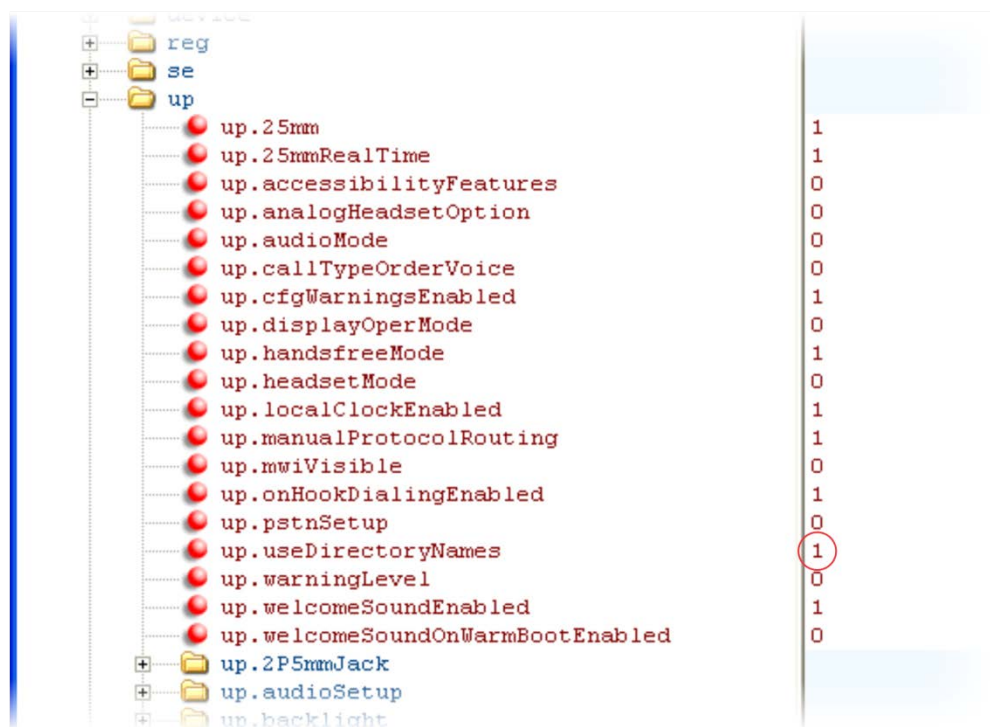 device
reg
se
up
up.25mm 1
up.25mmRealTime 1
up.accessibilityFeatures 0
up.analogHeadsetOption 0
up.audioMode 0
up.callTypeOrderVoice 0
up.cfgWarningsEnabled 1
up.displayOperMode 0
up.handsfreeMode 1
up.headsetMode 0
up.localClockEnabled 1
up.manualProtocolRouting 1
up.mwiVisible 0
up.onHookDialingEnabled 1
up.pstnSetup 0
up.useDirectoryNames 1
up.warningLevel 0
up.welcomeSoundEnabled 1
up.welcomeSoundOnWarmBootEnabled 0
up.2P5mmJack
up.audioSetup
up.backlight